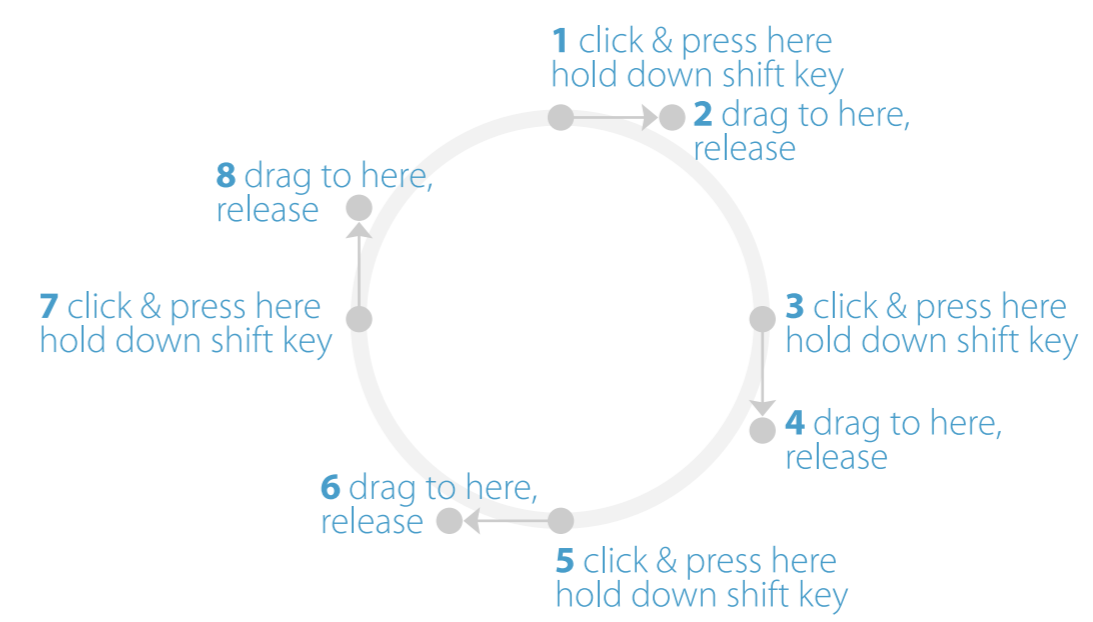 1 click & press here
hold down shift key
2 drag to here,
release
3 click & press here
hold down shift key
4 drag to here,
release
5 click & press here
hold down shift key
6 drag to here,
release
7 click & press here
hold down shift key
8 drag to here,
release